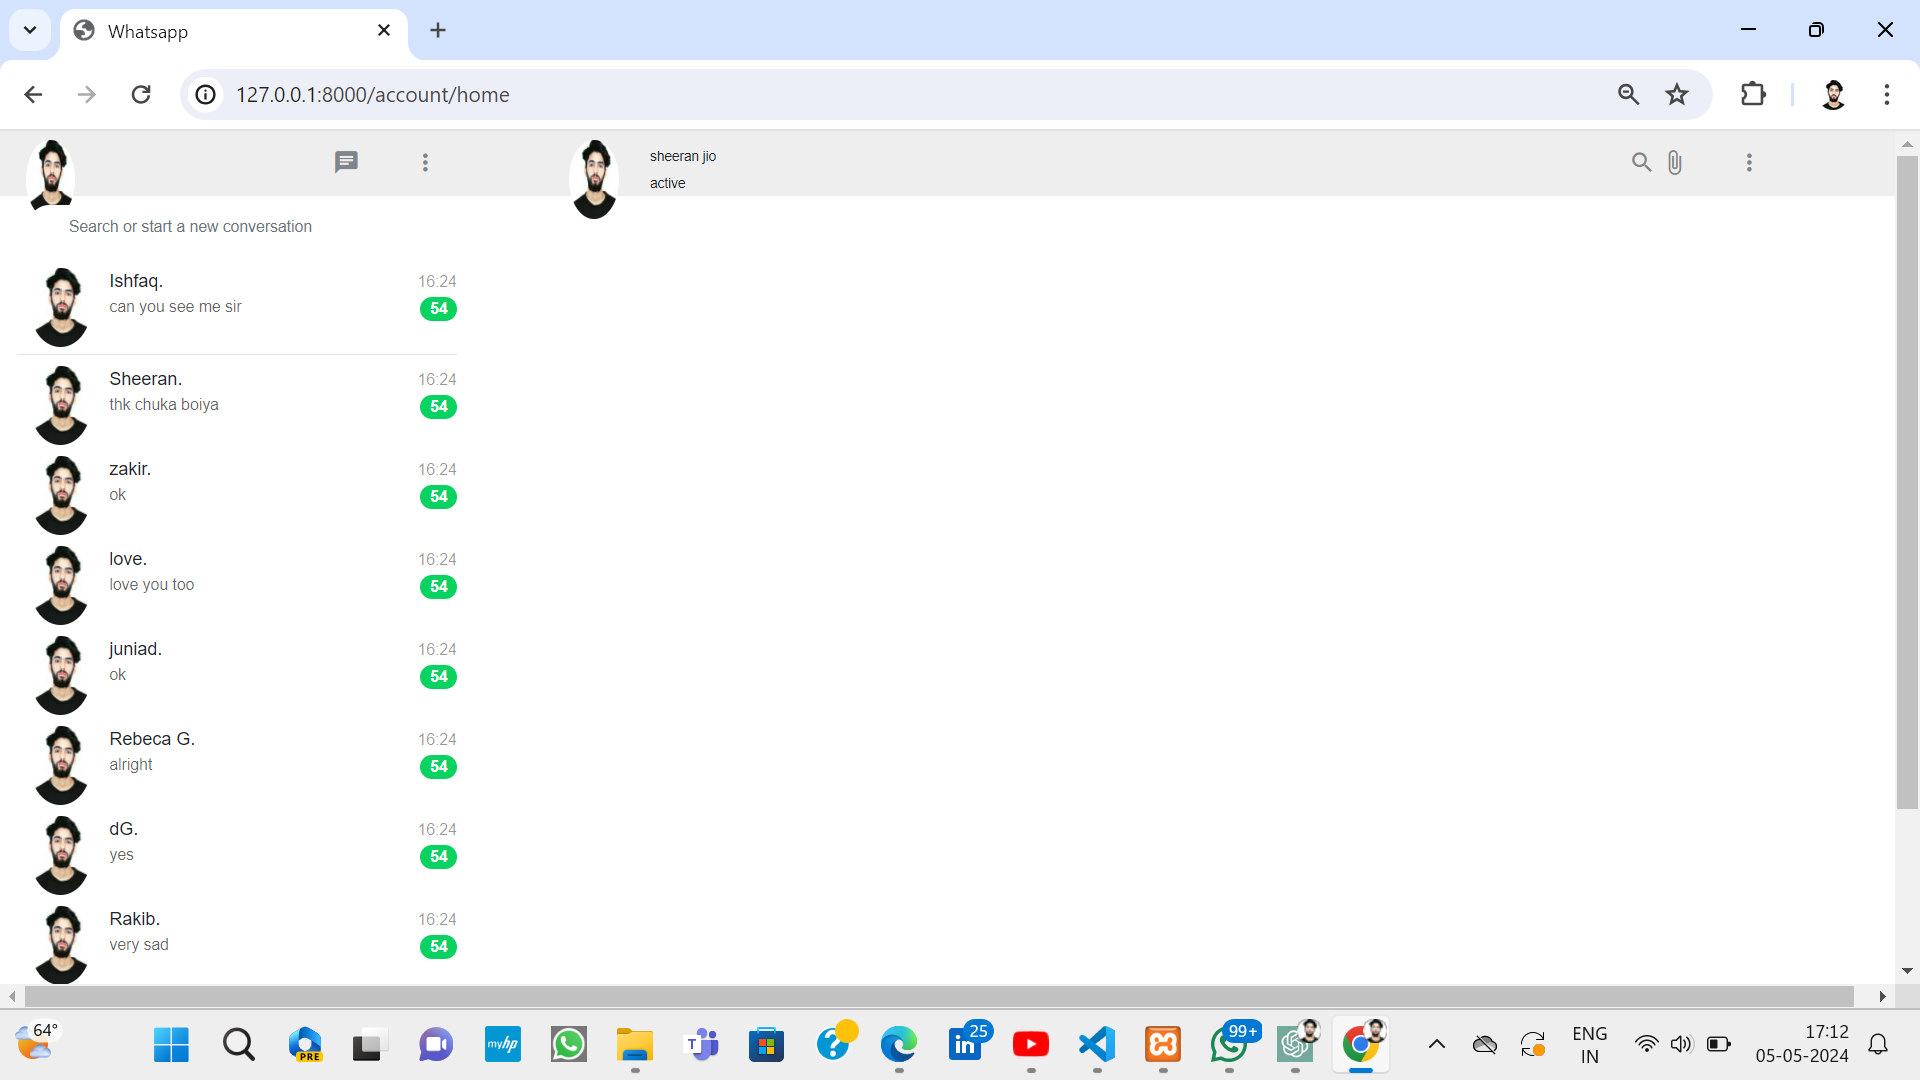 Whatsapp
127.0.0.1:8000/account/home
sheeran jio
active
Search or start a new conversation
Ishfaq. 16:24
can you see me sir 54
Sheeran. 16:24
thk chuka boiya 54
zakir. 16:24
ok 54
love. 16:24
love you too 54
juniad. 16:24
ok 54
Rebeca G. 16:24
alright 54
dG. 16:24
yes 54
Rakib. 16:24
very sad 54
64°
PRE
myhp
T
25
in
99+
ENG
IN
17:12
05-05-2024